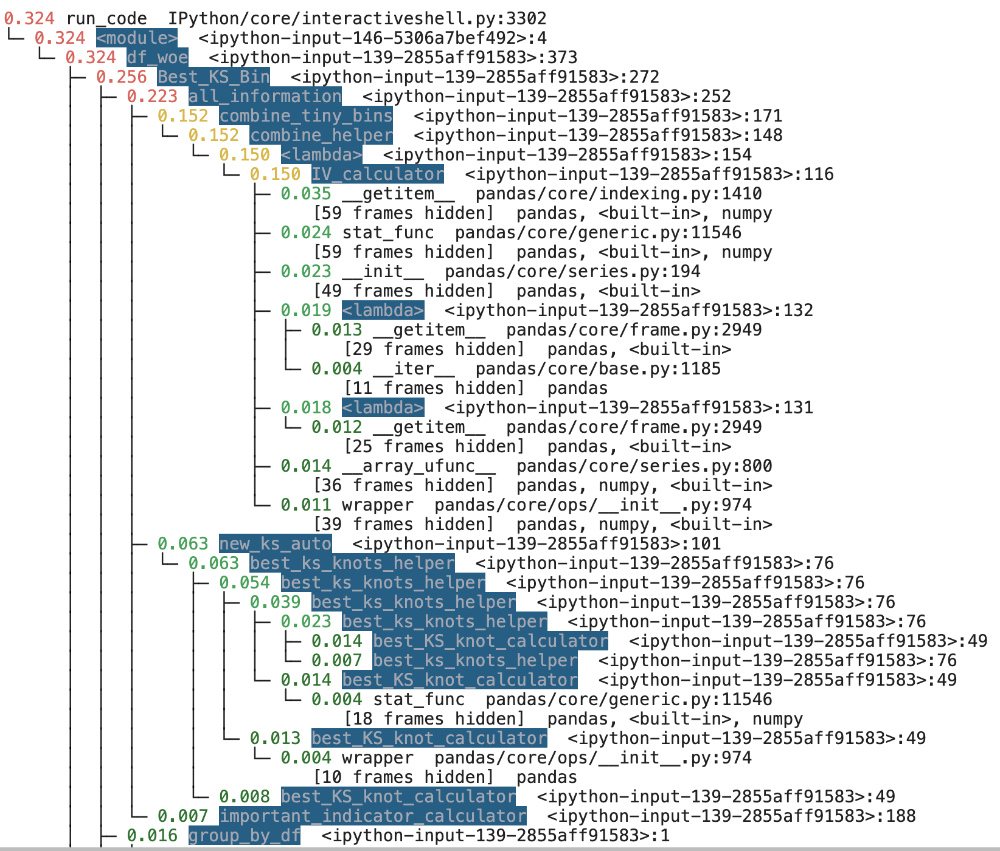 0.324 run_code  IPython/core/interactiveshell.py:3302
└─ 0.324 <module>  <ipython-input-146-5306a7bef492>:4
   └─ 0.324 df_woe  <ipython-input-139-2855aff91583>:373
      ├─ 0.256 Best_KS_Bin  <ipython-input-139-2855aff91583>:272
      │  ├─ 0.223 all_information  <ipython-input-139-2855aff91583>:252
      │  │  ├─ 0.152 combine_tiny_bins  <ipython-input-139-2855aff91583>:171
      │  │  │  └─ 0.152 combine_helper  <ipython-input-139-2855aff91583>:148
      │  │  │     └─ 0.150 <lambda>  <ipython-input-139-2855aff91583>:154
      │  │  │        └─ 0.150 IV_calculator  <ipython-input-139-2855aff91583>:116
      │  │  │           ├─ 0.035 __getitem__  pandas/core/indexing.py:1410
      │  │  │           │     [59 frames hidden]  pandas, <built-in>, numpy
      │  │  │           ├─ 0.024 stat_func  pandas/core/generic.py:11546
      │  │  │           │     [59 frames hidden]  pandas, <built-in>, numpy
      │  │  │           ├─ 0.023 __init__  pandas/core/series.py:194
      │  │  │           │     [49 frames hidden]  pandas, <built-in>
      │  │  │           ├─ 0.019 <lambda>  <ipython-input-139-2855aff91583>:132
      │  │  │           │  ├─ 0.013 __getitem__  pandas/core/frame.py:2949
      │  │  │           │  │     [29 frames hidden]  pandas, <built-in>
      │  │  │           │  └─ 0.004 __iter__  pandas/core/base.py:1185
      │  │  │           │        [11 frames hidden]  pandas
      │  │  │           ├─ 0.018 <lambda>  <ipython-input-139-2855aff91583>:131
      │  │  │           │  └─ 0.012 __getitem__  pandas/core/frame.py:2949
      │  │  │           │        [25 frames hidden]  pandas, <built-in>
      │  │  │           ├─ 0.014 __array_ufunc__  pandas/core/series.py:800
      │  │  │           │     [36 frames hidden]  pandas, numpy, <built-in>
      │  │  │           └─ 0.011 wrapper  pandas/core/ops/__init__.py:974
      │  │  │                 [39 frames hidden]  pandas, numpy, <built-in>
      │  │  ├─ 0.063 new_ks_auto  <ipython-input-139-2855aff91583>:101
      │  │  │  └─ 0.063 best_ks_knots_helper  <ipython-input-139-2855aff91583>:76
      │  │  │     ├─ 0.054 best_ks_knots_helper  <ipython-input-139-2855aff91583>:76
      │  │  │     │  ├─ 0.039 best_ks_knots_helper  <ipython-input-139-2855aff91583>:76
      │  │  │     │  │  ├─ 0.023 best_ks_knots_helper  <ipython-input-139-2855aff91583>:76
      │  │  │     │  │  │  ├─ 0.014 best_KS_knot_calculator  <ipython-input-139-2855aff91583>:49
      │  │  │     │  │  │  └─ 0.007 best_ks_knots_helper  <ipython-input-139-2855aff91583>:76
      │  │  │     │  │  └─ 0.014 best_KS_knot_calculator  <ipython-input-139-2855aff91583>:49
      │  │  │     │  │     └─ 0.004 stat_func  pandas/core/generic.py:11546
      │  │  │     │  │           [18 frames hidden]  pandas, <built-in>, numpy
      │  │  │     │  └─ 0.013 best_KS_knot_calculator  <ipython-input-139-2855aff91583>:49
      │  │  │     │     └─ 0.004 wrapper  pandas/core/ops/__init__.py:974
      │  │  │     │           [10 frames hidden]  pandas
      │  │  │     └─ 0.008 best_KS_knot_calculator  <ipython-input-139-2855aff91583>:49
      │  │  └─ 0.007 important_indicator_calculator  <ipython-input-139-2855aff91583>:188
      │  ├─ 0.016 group_by_df  <ipython-input-139-2855aff91583>:1